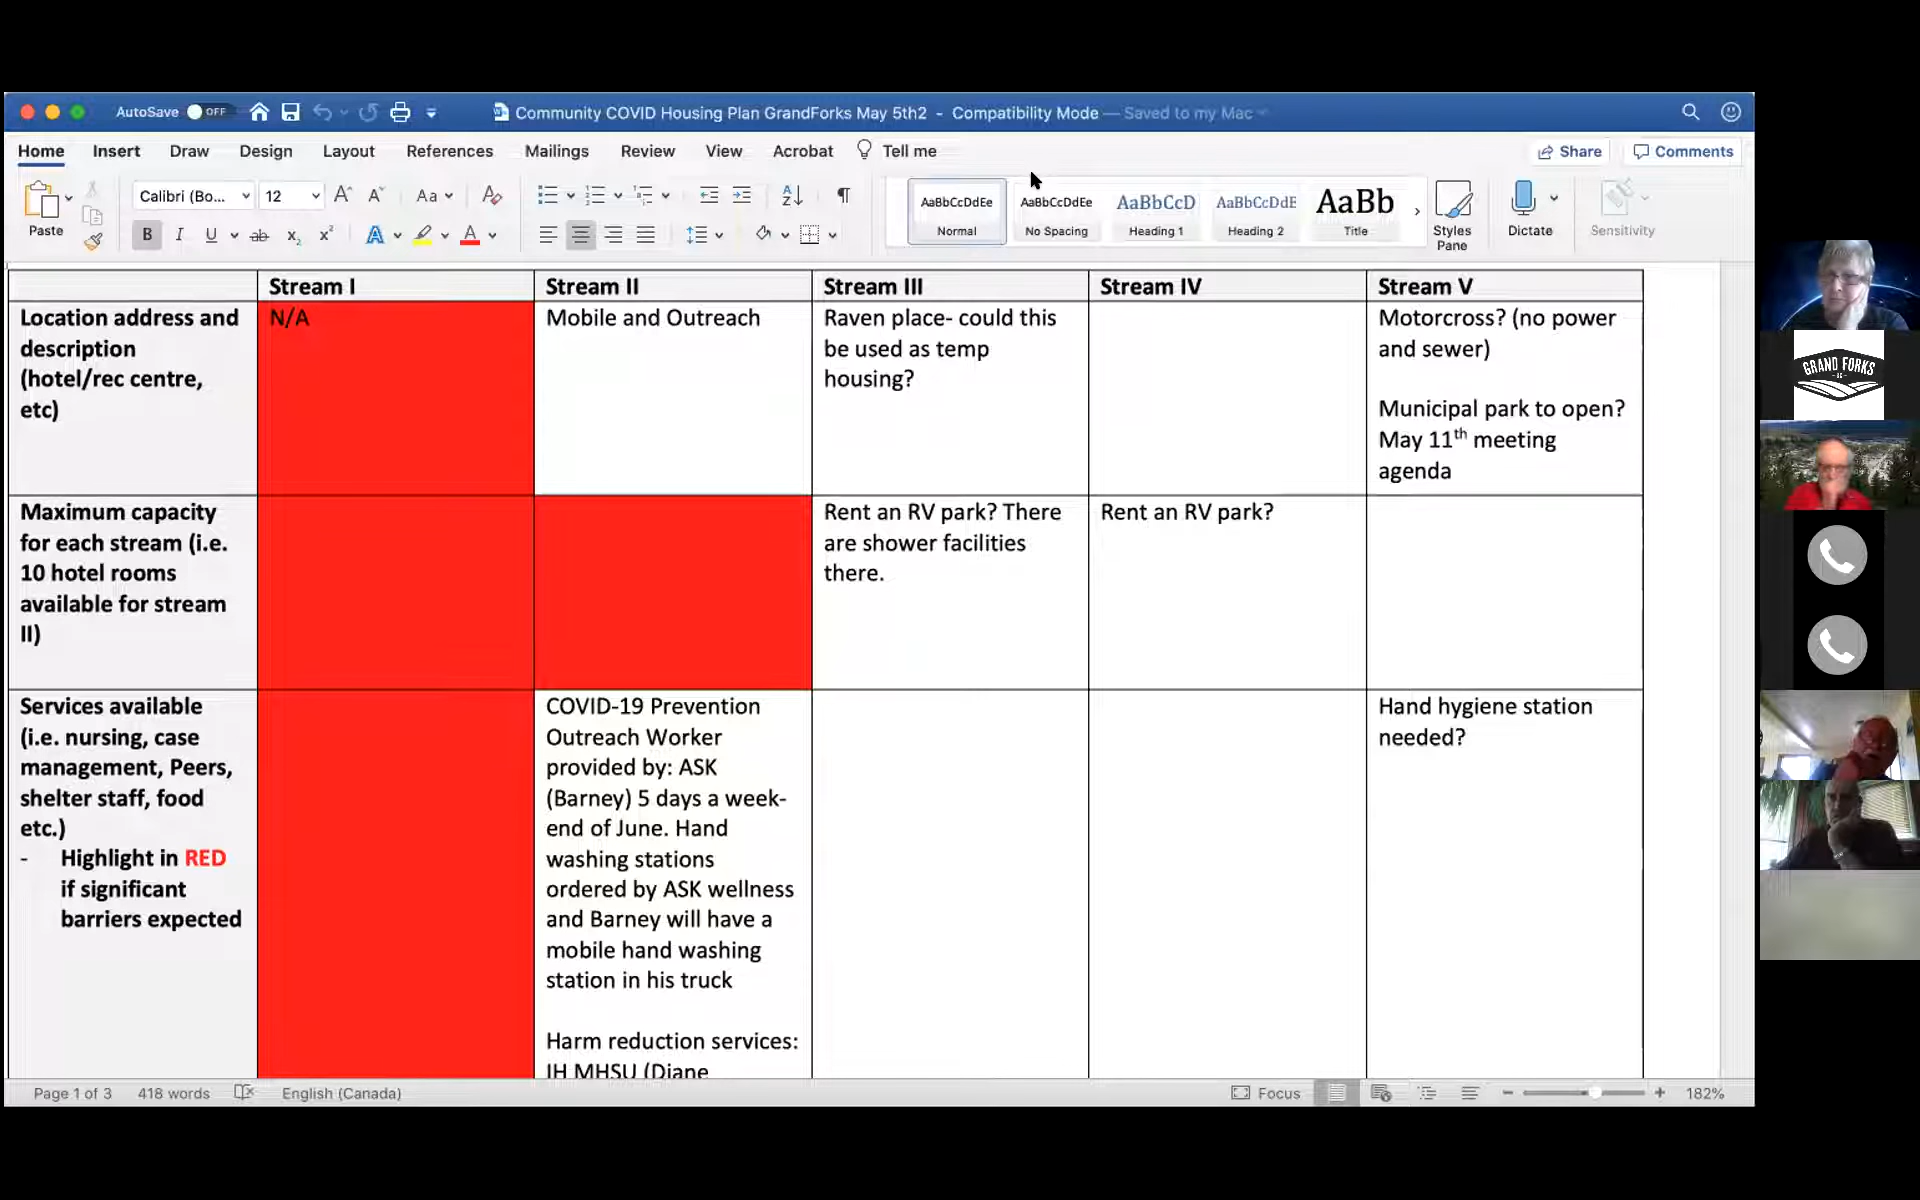 AutoSave OFF Community COVID Housing Plan GrandForks May 5th2 - Compatibility Mode — Saved to my Mac
Home Insert Draw Design Layout References Mailings Review View Acrobat Tell me Share Comments
Paste
Calibri (Bo... 12 A A Aa A
B I U ab x2 x2 A A
AaBbCcDdEe
Normal
AaBbCcDdEe
No Spacing
AaBbCcD
Heading 1
AaBbCcDdE
Heading 2
AaBb
Title
Styles
Pane
Dictate
Sensitivity
Stream I Stream II Stream III Stream IV Stream V
Location address and
description
(hotel/rec centre,
etc)
N/A
Mobile and Outreach
Raven place- could this
be used as temp
housing?
Motorcross? (no power
and sewer)
Municipal park to open?
May 11th meeting
agenda
Maximum capacity
for each stream (i.e.
10 hotel rooms
available for stream
II)
Rent an RV park? There
are shower facilities
there.
Rent an RV park?
Services available
(i.e. nursing, case
management, Peers,
shelter staff, food
etc.)
- Highlight in RED
if significant
barriers expected
COVID-19 Prevention
Outreach Worker
provided by: ASK
(Barney) 5 days a week-
end of June. Hand
washing stations
ordered by ASK wellness
and Barney will have a
mobile hand washing
station in his truck
Harm reduction services:
IH MHSU (Diane
Hand hygiene station
needed?
Page 1 of 3 418 words English (Canada) Focus 182%
GRAND FORKS
BC